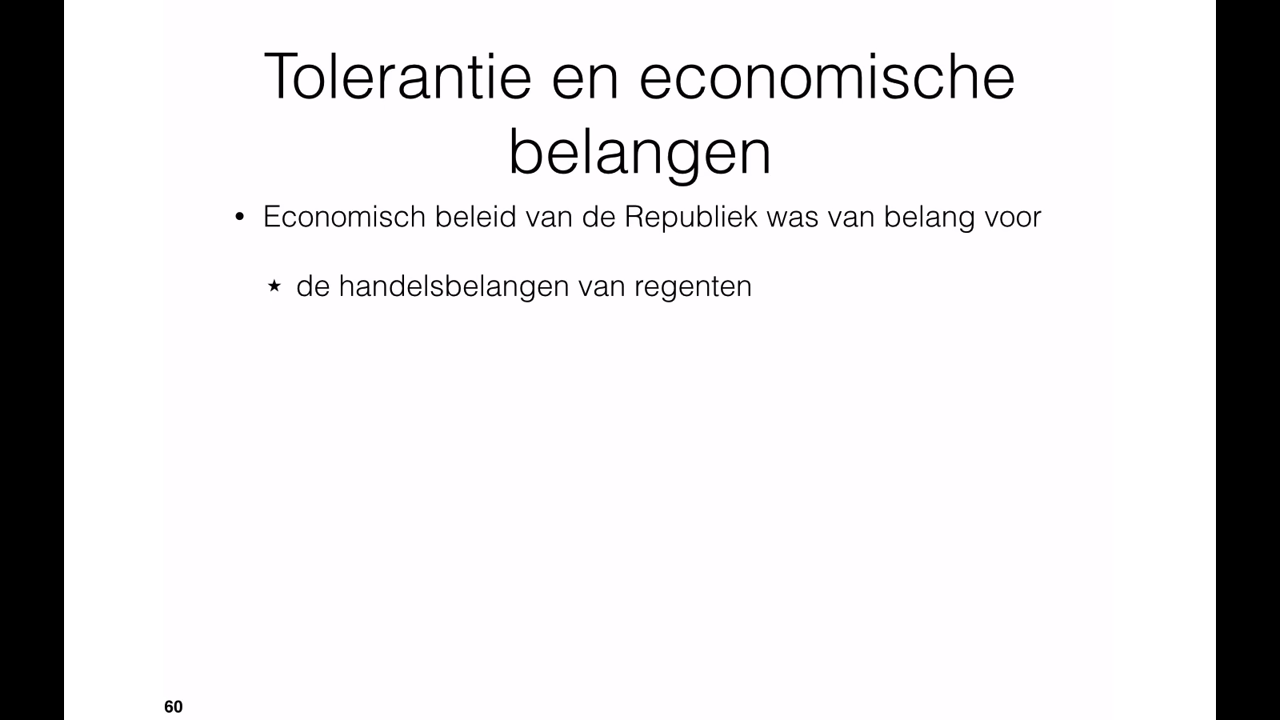 Tolerantie en economische
belangen
• Economisch beleid van de Republiek was van belang voor
★ de handelsbelangen van regenten
60